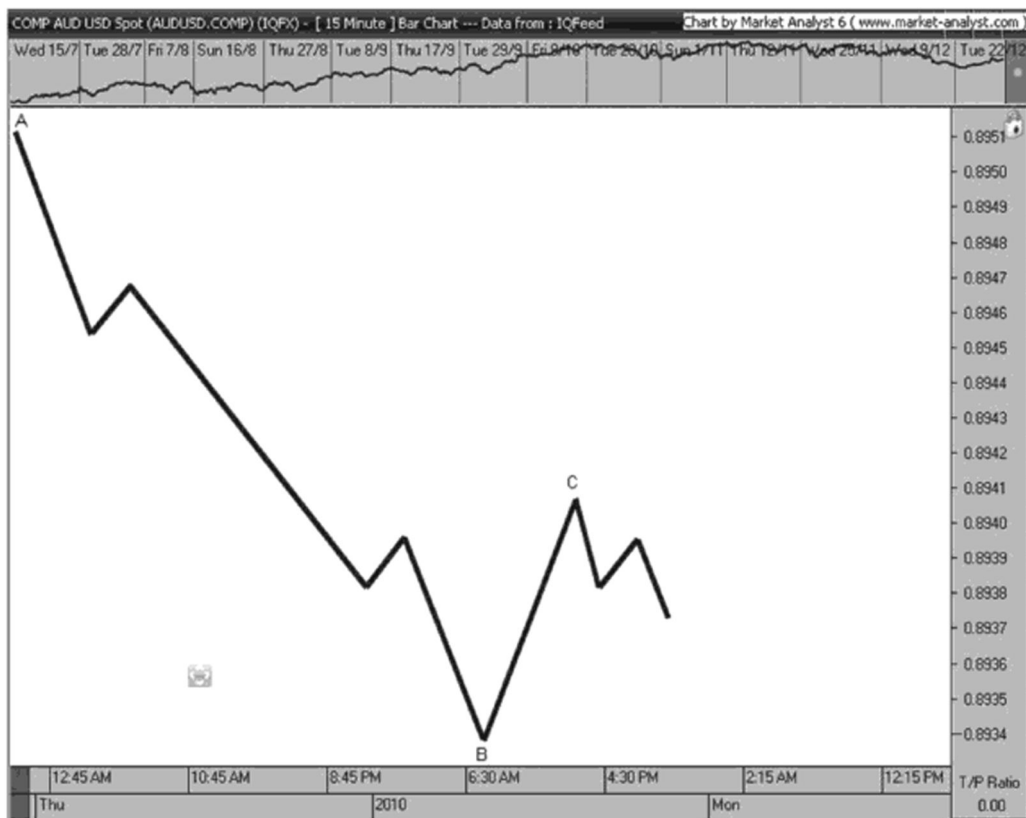 COMP AUD USD Spot (AUDUSD.COMP) (IQFX) - [ 15 Minute ] Bar Chart --- Data from : IQFeed
Chart by Market Analyst 6 ( www.market-analyst.com )
Wed 15/7 Tue 28/7 Fri 7/8 Sun 16/8 Thu 27/8 Tue 8/9 Thu 17/9 Tue 29/9 Tue 22/12
A
0.8951
0.8950
0.8949
0.8948
0.8947
0.8946
0.8945
0.8944
0.8943
0.8942
C
0.8941
0.8940
0.8939
0.8938
0.8937
0.8936
0.8935
0.8934
B
12:45 AM 10:45 AM 8:45 PM 6:30 AM 4:30 PM 2:15 AM 12:15 PM T/P Ratio
Thu 2010 Mon 0.00